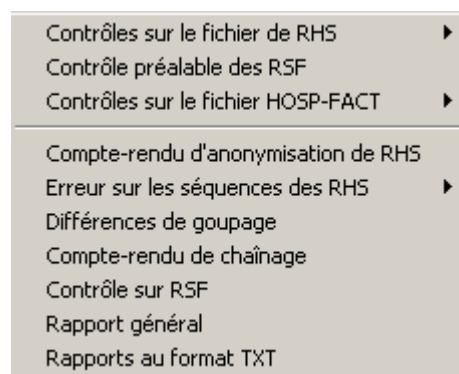 Contrôles sur le fichier de RHS
Contrôle préalable des RSF
Contrôles sur le fichier HOSP-FACT
Compte-rendu d'anonymisation de RHS
Erreur sur les séquences des RHS
Différences de goupage
Compte-rendu de chaînage
Contrôle sur RSF
Rapport général
Rapports au format TXT